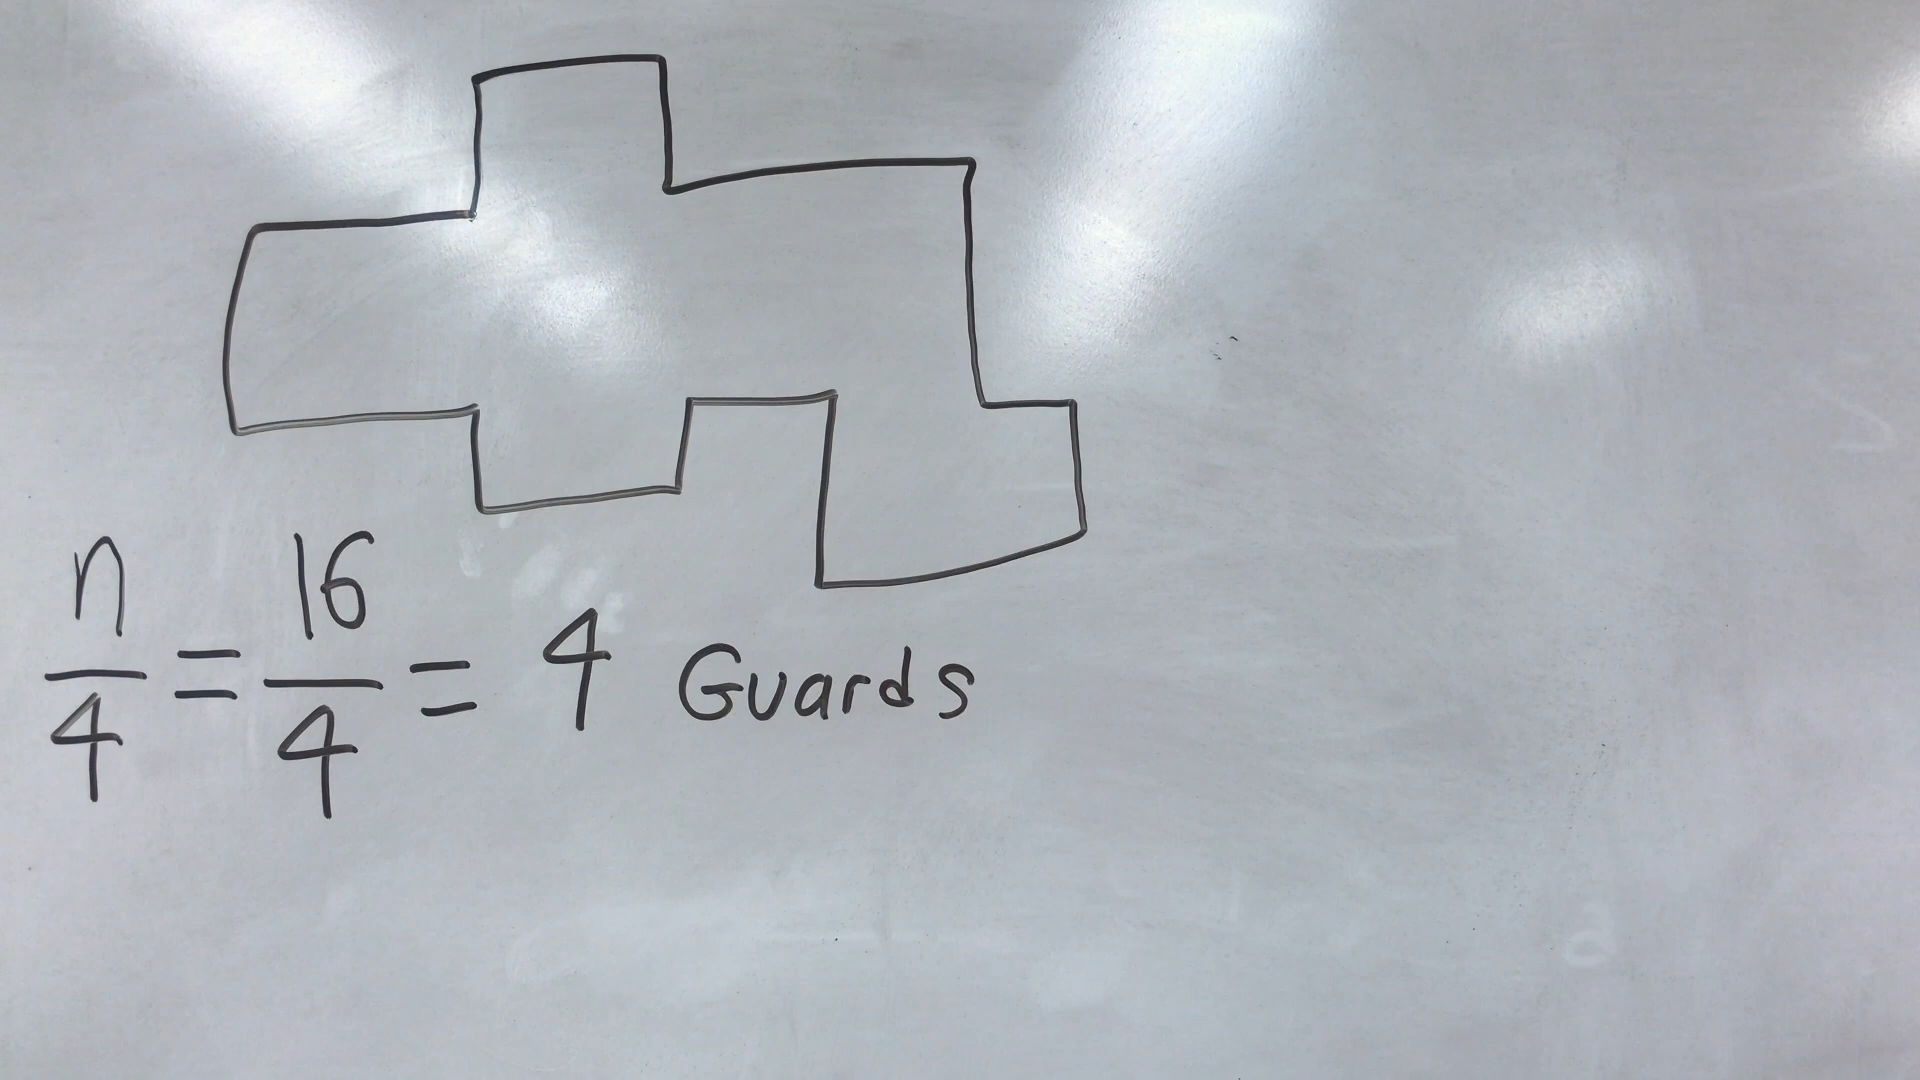 n/4 = 16/4 = 4 Guards